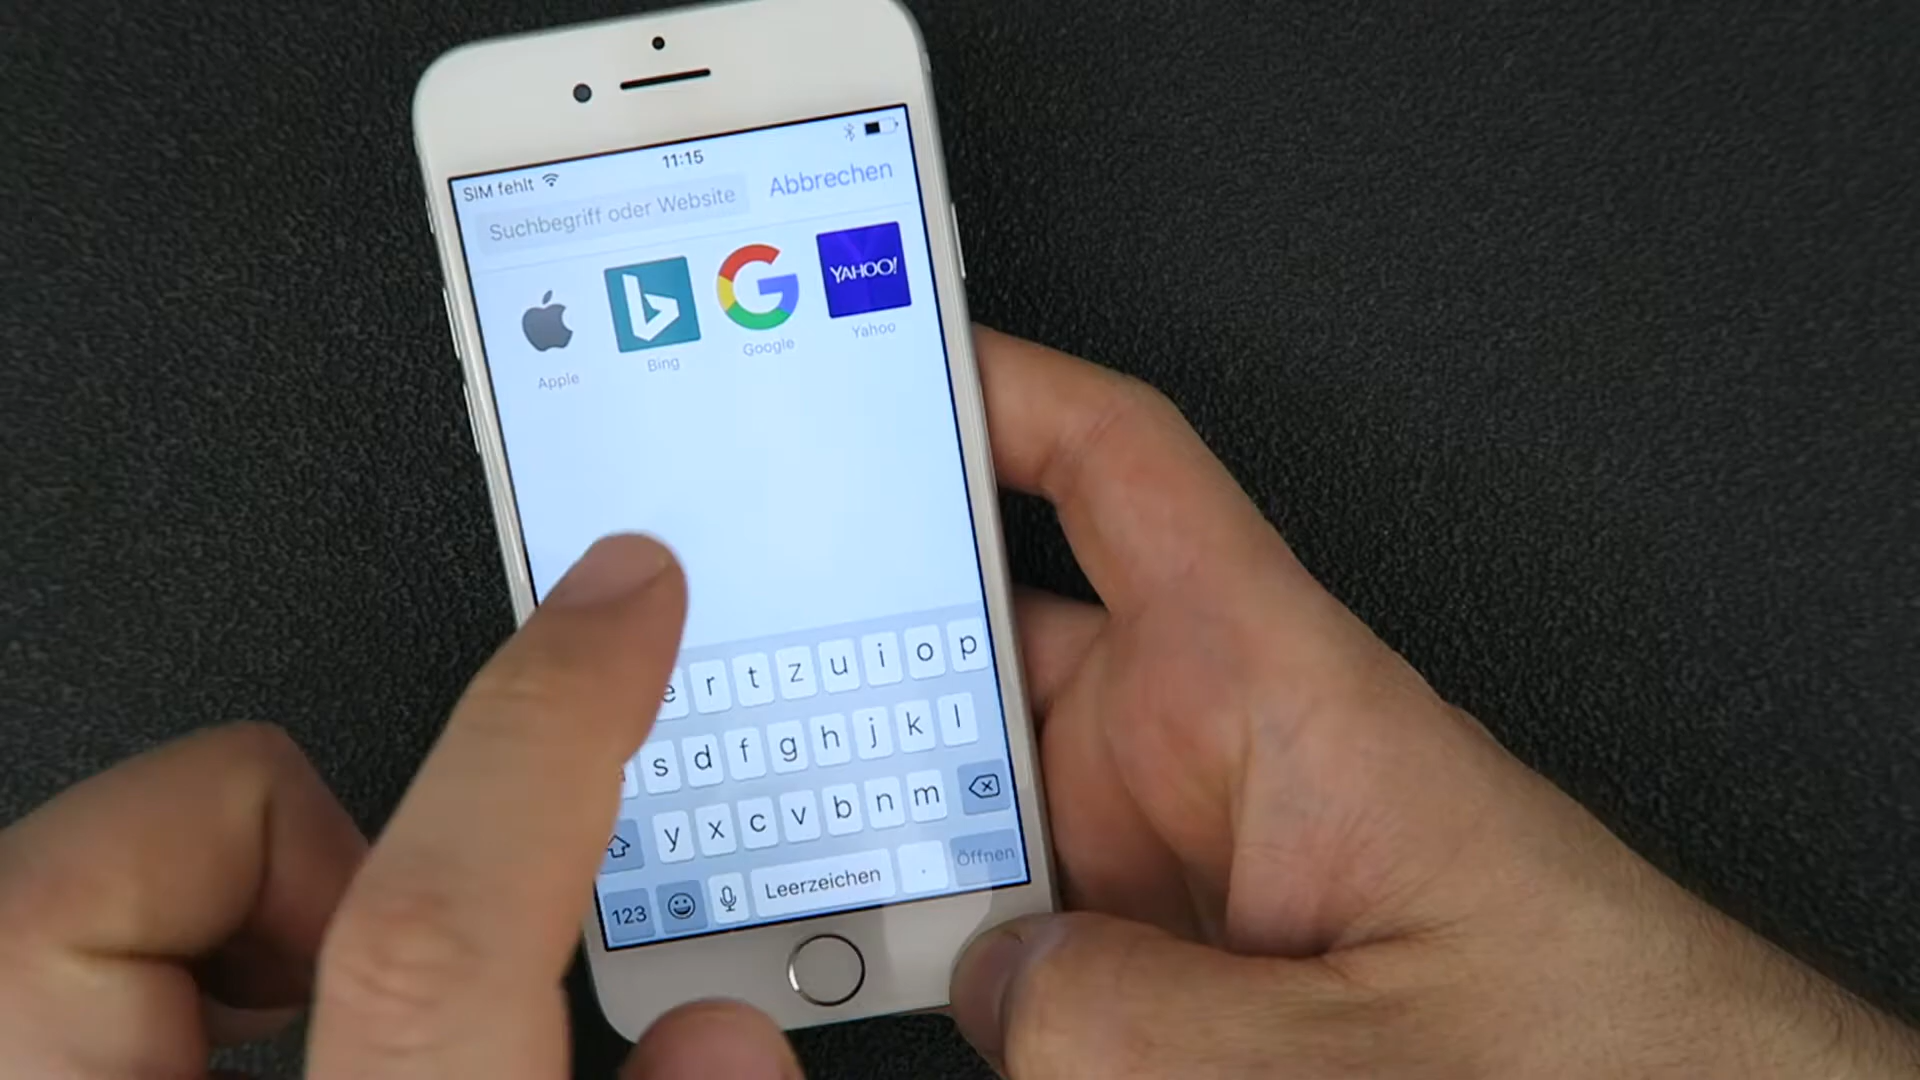 11:15
SIM fehlt
Suchbegriff oder Website
Abbrechen
YAHOO!
Apple
Bing
Google
Yahoo
e r t z u i o p
s d f g h j k l
y x c v b n m
123
Leerzeichen
.
Öffnen